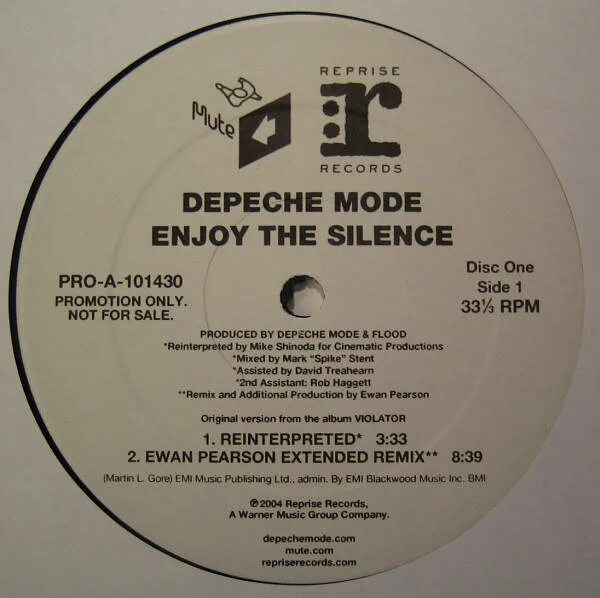 Mute
REPRISE
r
RECORDS
DEPECHE MODE
ENJOY THE SILENCE
PRO-A-101430
PROMOTION ONLY.
NOT FOR SALE.
Disc One
Side 1
33⅓ RPM
PRODUCED BY DEPECHE MODE & FLOOD
*Reinterpreted by Mike Shinoda for Cinematic Productions
*Mixed by Mark "Spike" Stent
*Assisted by David Treahearn
*2nd Assistant: Rob Haggett
**Remix and Additional Production by Ewan Pearson
Original version from the album VIOLATOR
1. REINTERPRETED* 3:33
2. EWAN PEARSON EXTENDED REMIX** 8:39
(Martin L. Gore) EMI Music Publishing Ltd., admin. By EMI Blackwood Music Inc. BMI
℗2004 Reprise Records,
A Warner Music Group Company.
depechemode.com
mute.com
repriserecords.com